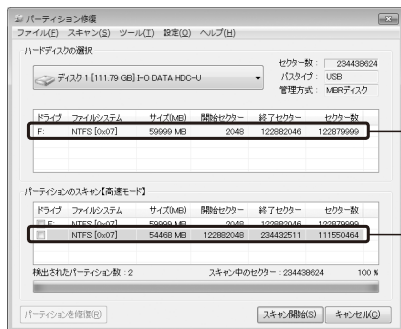 パーティション修復
ファイル(F) スキャン(S) ツール(T) 設定(O) ヘルプ(H)
ハードディスクの選択
ディスク 1 [111.79 GB] I-O DATA HDC-U
セクター数： 234438624
バスタイプ： USB
管理方式： MBRディスク
ドライブ ファイルシステム サイズ(MB) 開始セクター 終了セクター セクター数
F: NTFS [0x07] 59999 MB 2048 122882046 122879999
パーティションのスキャン【高速モード】
ドライブ ファイルシステム サイズ(MB) 開始セクター 終了セクター セクター数
F: NTFS [0x07] 59999 MB 2048 122882046 122879999
NTFS [0x07] 54468 MB 122882048 234432511 111550464
検出されたパーティション数：2 スキャン中のセクター：234438624 100 %
パーティションを修復(R) スキャン開始(S) キャンセル(C)